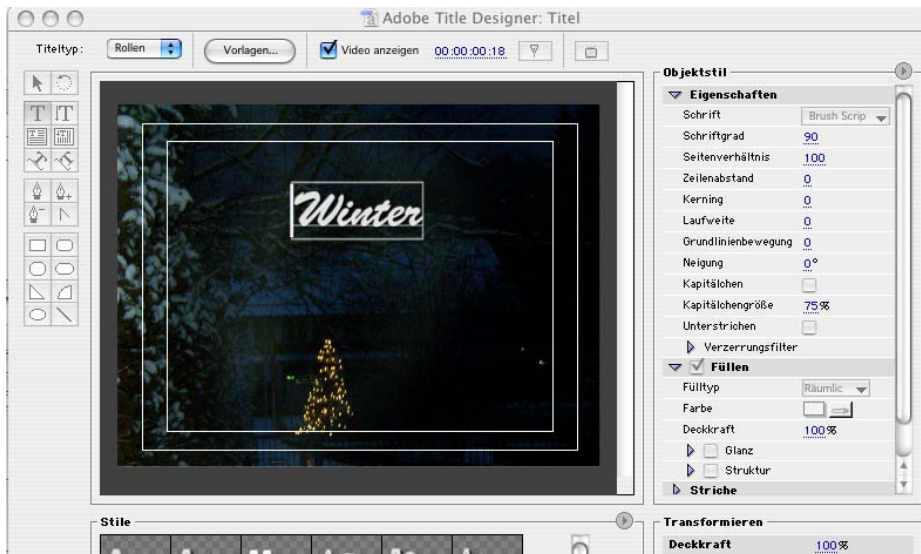 Adobe Title Designer: Titel
Titeltyp: Rollen Vorlagen... Video anzeigen 00:00:00:18
Objektstil
Eigenschaften
Schrift Brush Scrip
Schriftgrad 90
Seitenverhältnis 100
Zeilenabstand 0
Kerning 0
Laufweite 0
Grundlinienbewegung 0
Neigung 0°
Kapitälchen
Kapitälchengröße 75%
Unterstrichen
Verzerrungsfilter
Füllen
Fülltyp Räumlic
Farbe
Deckkraft 100%
Glanz
Struktur
Striche
Winter
Stile
Transformieren
Deckkraft 100%